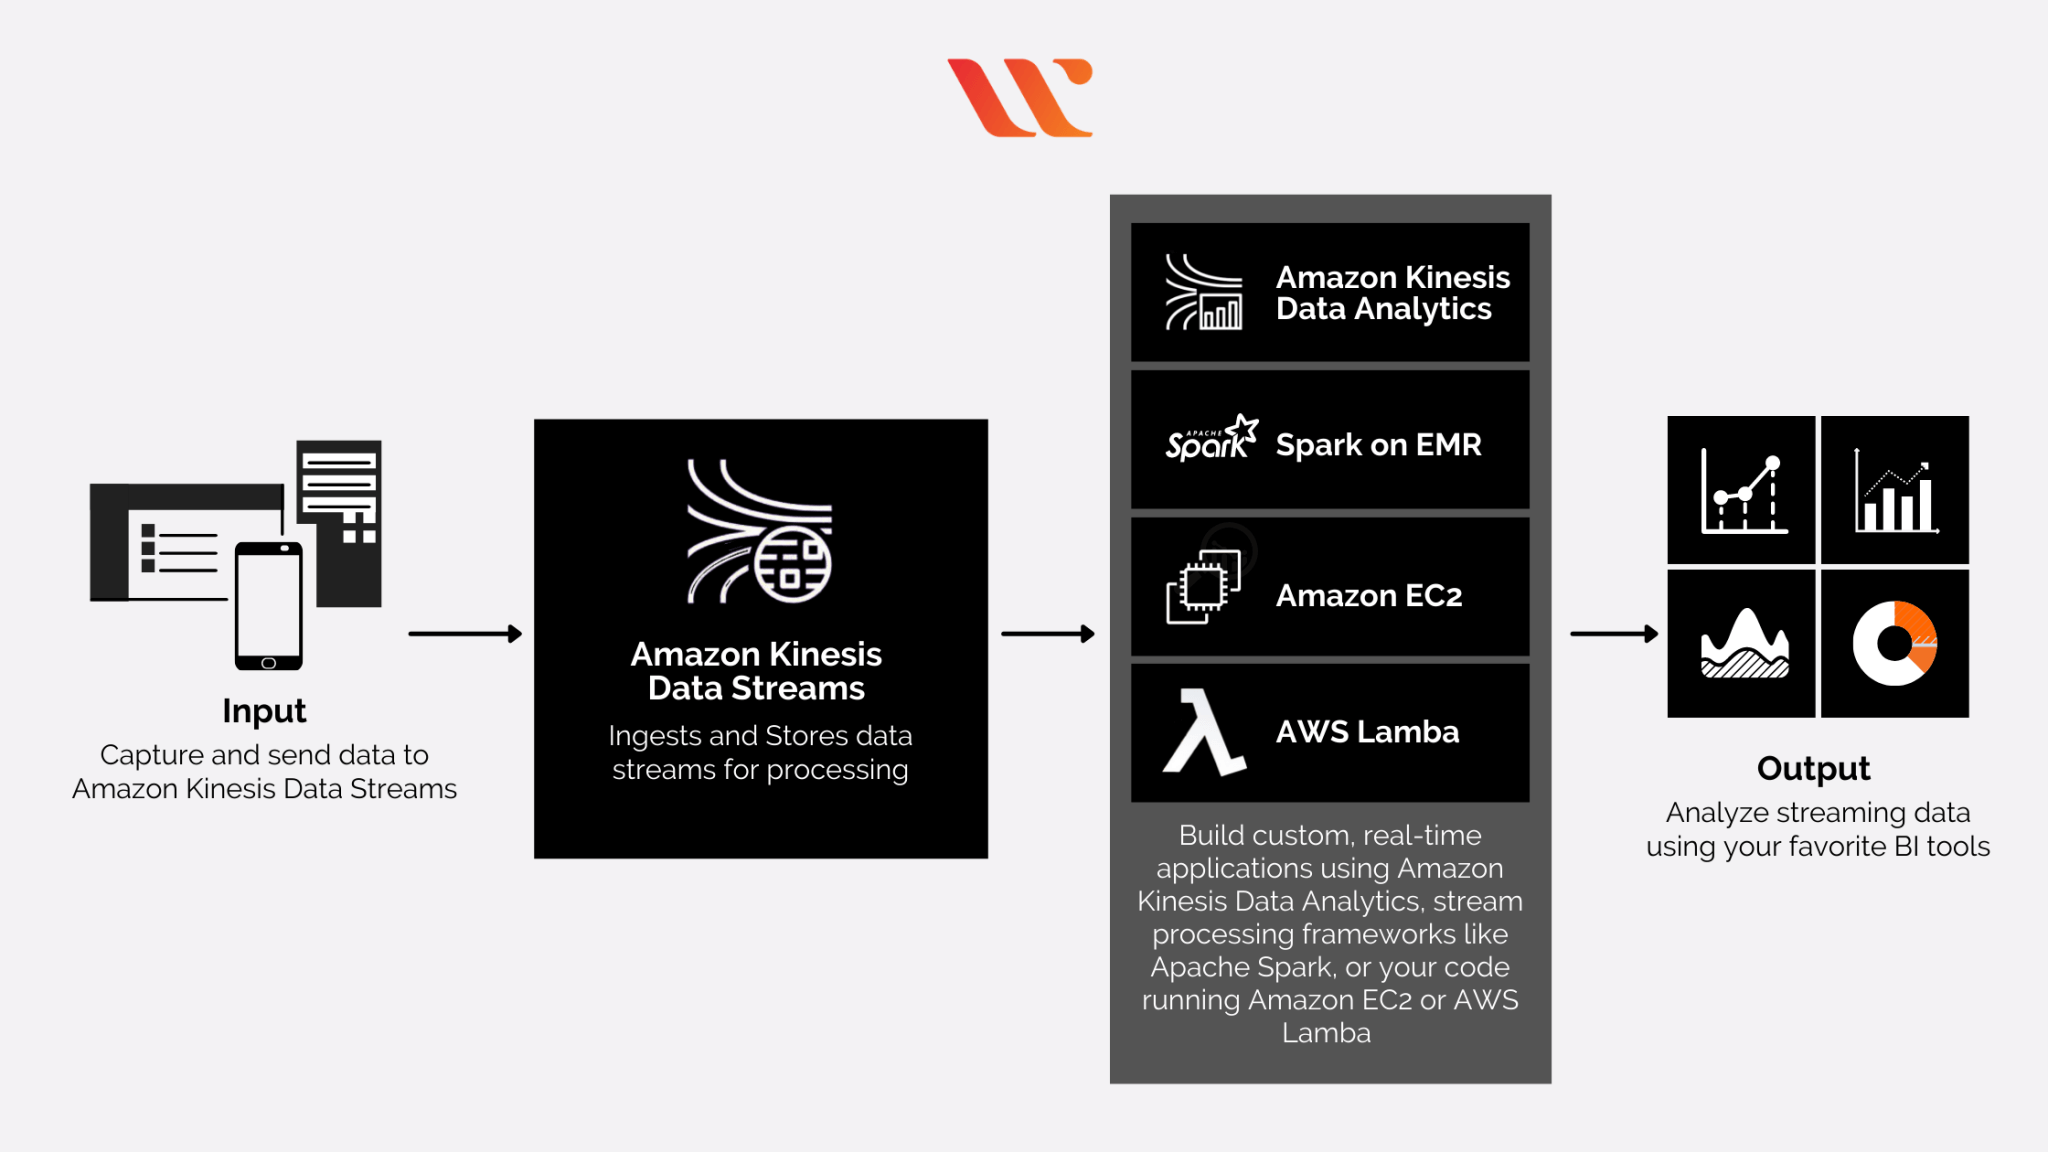 Input
Capture and send data to
Amazon Kinesis Data Streams
Amazon Kinesis
Data Streams
Ingests and Stores data
streams for processing
Amazon Kinesis
Data Analytics
APACHE
Spark
Spark on EMR
Amazon EC2
AWS Lamba
Build custom, real-time
applications using Amazon
Kinesis Data Analytics, stream
processing frameworks like
Apache Spark, or your code
running Amazon EC2 or AWS
Lamba
Output
Analyze streaming data
using your favorite BI tools